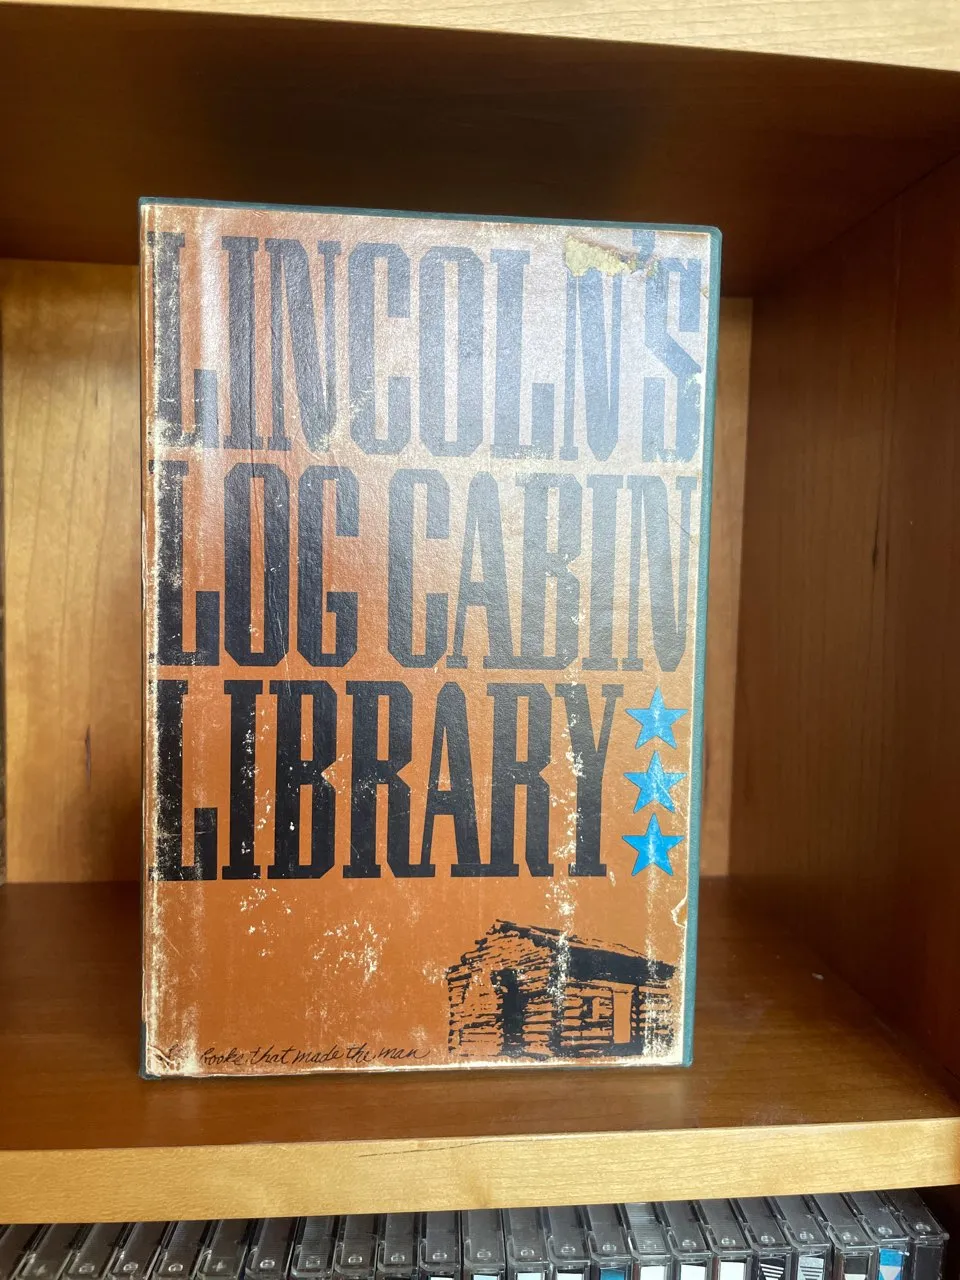 LINCOLN'S
LOG CABIN
LIBRARY
books that made the man